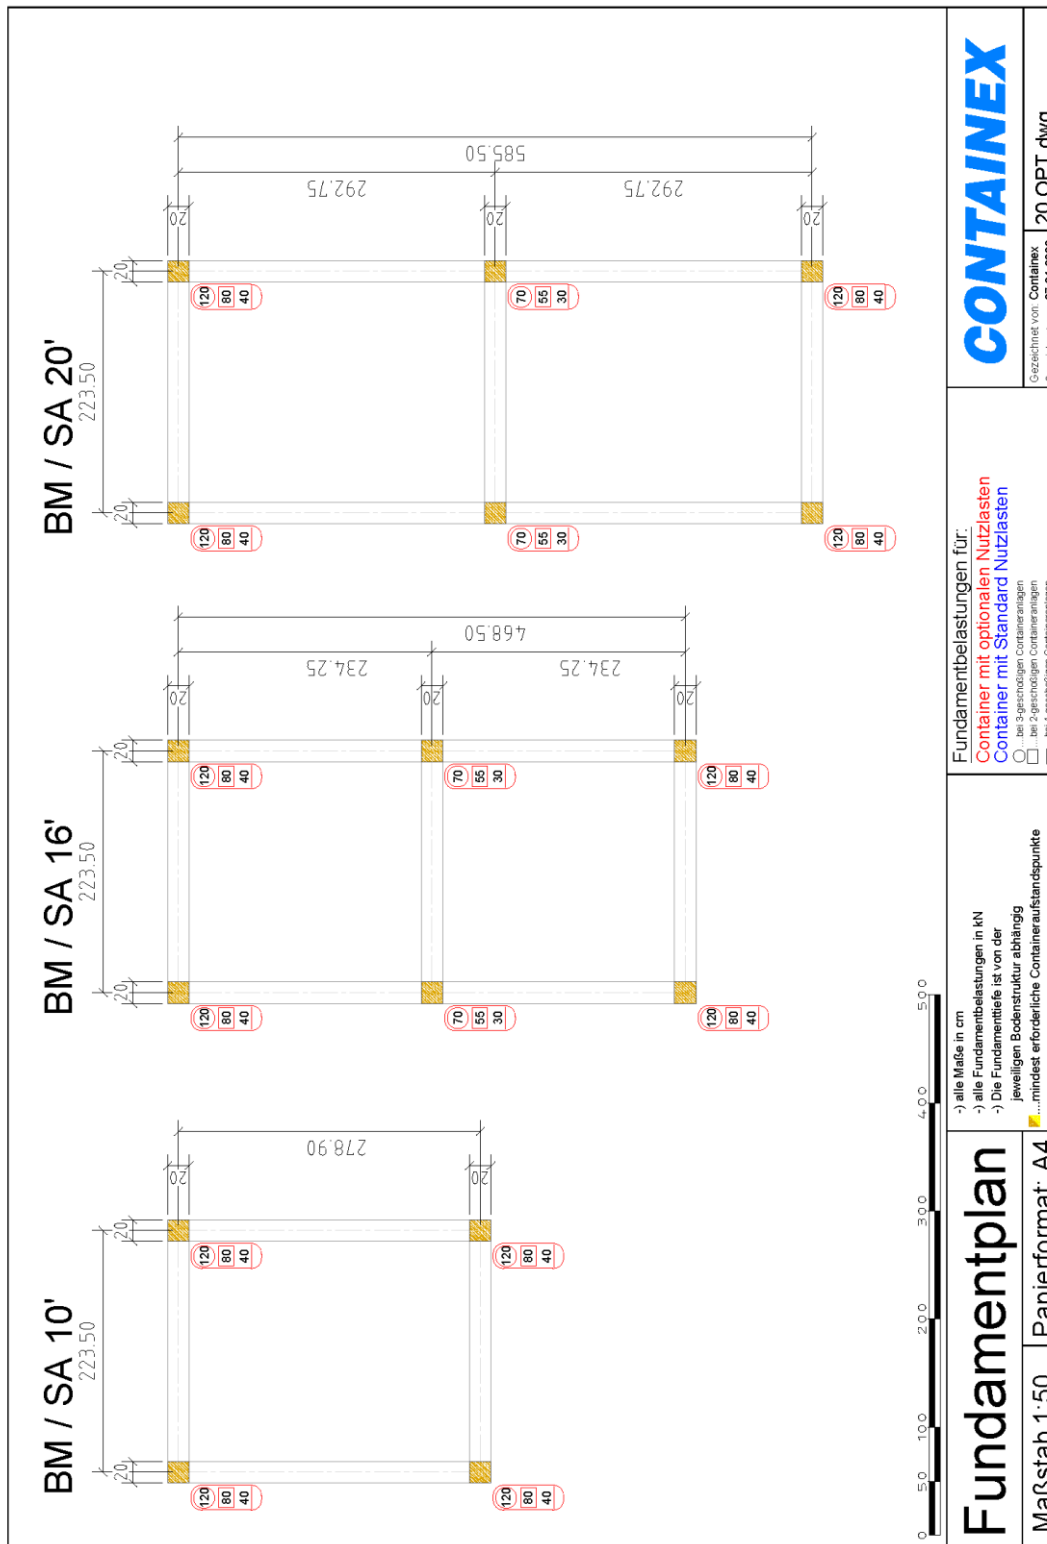 BM / SA 10'
223.50
20
20
20
278.90
20
120 80 40
120 80 40
120 80 40
120 80 40
BM / SA 16'
223.50
20
20
20
234.25
468.50
20
234.25
20
120 80 40
120 80 40
70 55 30
70 55 30
120 80 40
120 80 40
BM / SA 20'
223.50
20
20
20
292.75
585.50
20
292.75
20
120 80 40
120 80 40
70 55 30
70 55 30
120 80 40
120 80 40
0 50 100 200 300 400 500
Fundamentplan
Maßstab 1:50
Papierformat: A4
-) alle Maße in cm
-) alle Fundamentbelastungen in kN
-) Die Fundamenttiefe ist von der
jeweiligen Bodenstruktur abhängig
....mindest erforderliche Containeraufstandspunkte
Fundamentbelastungen für:
Container mit optionalen Nutzlasten
Container mit Standard Nutzlasten
...bei 3-geschoßigen Containeranlagen
...bei 2-geschoßigen Containeranlagen
CONTAINEX
Gezeichnet von: Containex
20 OPT.dwg